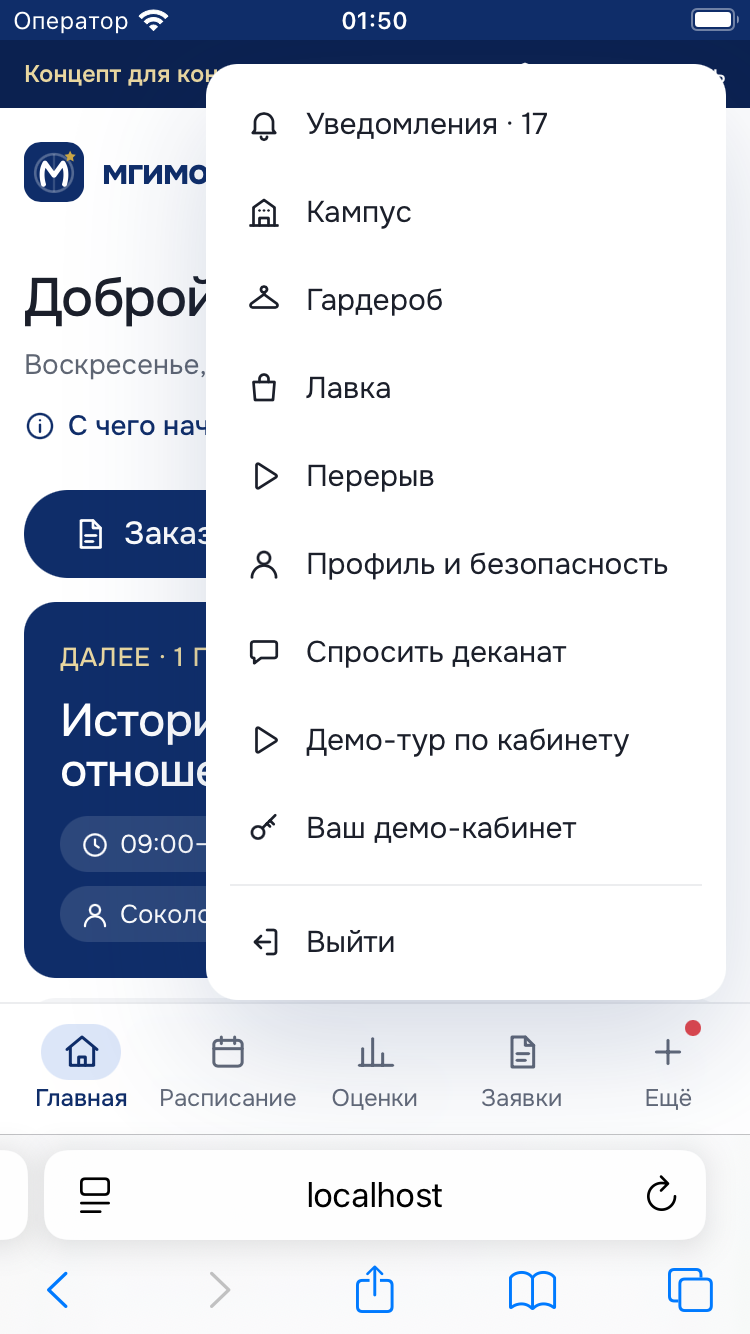 Оператор
01:50
Концепт для кон
Уведомления · 17
Кампус
Гардероб
Лавка
Перерыв
Профиль и безопасность
Спросить деканат
Демо-тур по кабинету
Ваш демо-кабинет
Выйти
мгимо
Доброй
Воскресенье,
С чего нач
Заказ
ДАЛЕЕ · 1
Истори
отноше
09:00–
Соколо
Главная
Расписание
Оценки
Заявки
Ещё
localhost